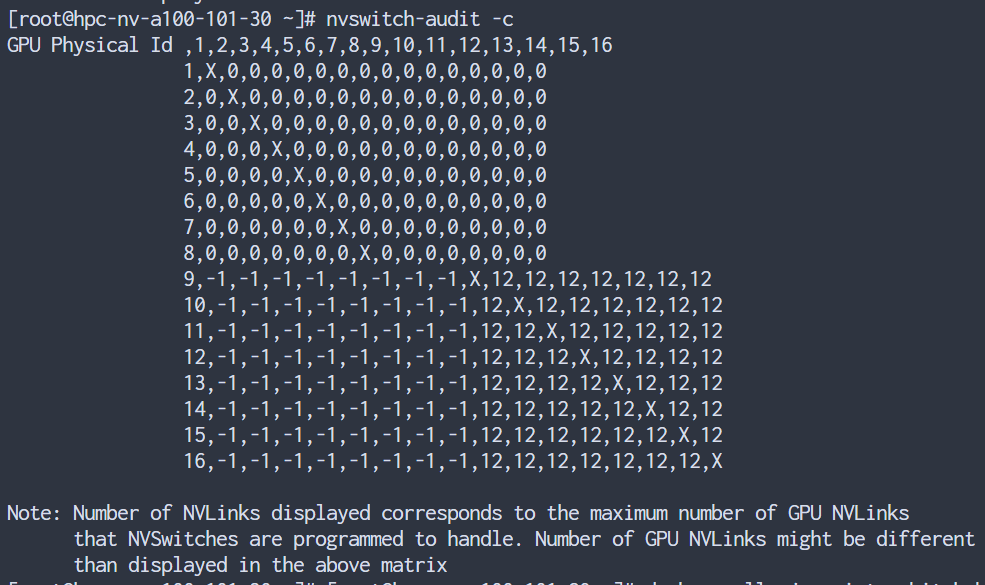 [root@hpc-nv-a100-101-30 ~]# nvswitch-audit -c
GPU Physical Id ,1,2,3,4,5,6,7,8,9,10,11,12,13,14,15,16
1,X,0,0,0,0,0,0,0,0,0,0,0,0,0,0,0
2,0,X,0,0,0,0,0,0,0,0,0,0,0,0,0,0
3,0,0,X,0,0,0,0,0,0,0,0,0,0,0,0,0
4,0,0,0,X,0,0,0,0,0,0,0,0,0,0,0,0
5,0,0,0,0,X,0,0,0,0,0,0,0,0,0,0,0
6,0,0,0,0,0,X,0,0,0,0,0,0,0,0,0,0
7,0,0,0,0,0,0,X,0,0,0,0,0,0,0,0,0
8,0,0,0,0,0,0,0,X,0,0,0,0,0,0,0,0
9,-1,-1,-1,-1,-1,-1,-1,-1,X,12,12,12,12,12,12,12
10,-1,-1,-1,-1,-1,-1,-1,-1,12,X,12,12,12,12,12,12
11,-1,-1,-1,-1,-1,-1,-1,-1,12,12,X,12,12,12,12,12
12,-1,-1,-1,-1,-1,-1,-1,-1,12,12,12,X,12,12,12,12
13,-1,-1,-1,-1,-1,-1,-1,-1,12,12,12,12,X,12,12,12
14,-1,-1,-1,-1,-1,-1,-1,-1,12,12,12,12,12,X,12,12
15,-1,-1,-1,-1,-1,-1,-1,-1,12,12,12,12,12,12,X,12
16,-1,-1,-1,-1,-1,-1,-1,-1,12,12,12,12,12,12,12,X
Note: Number of NVLinks displayed corresponds to the maximum number of GPU NVLinks
that NVSwitches are programmed to handle. Number of GPU NVLinks might be different
than displayed in the above matrix